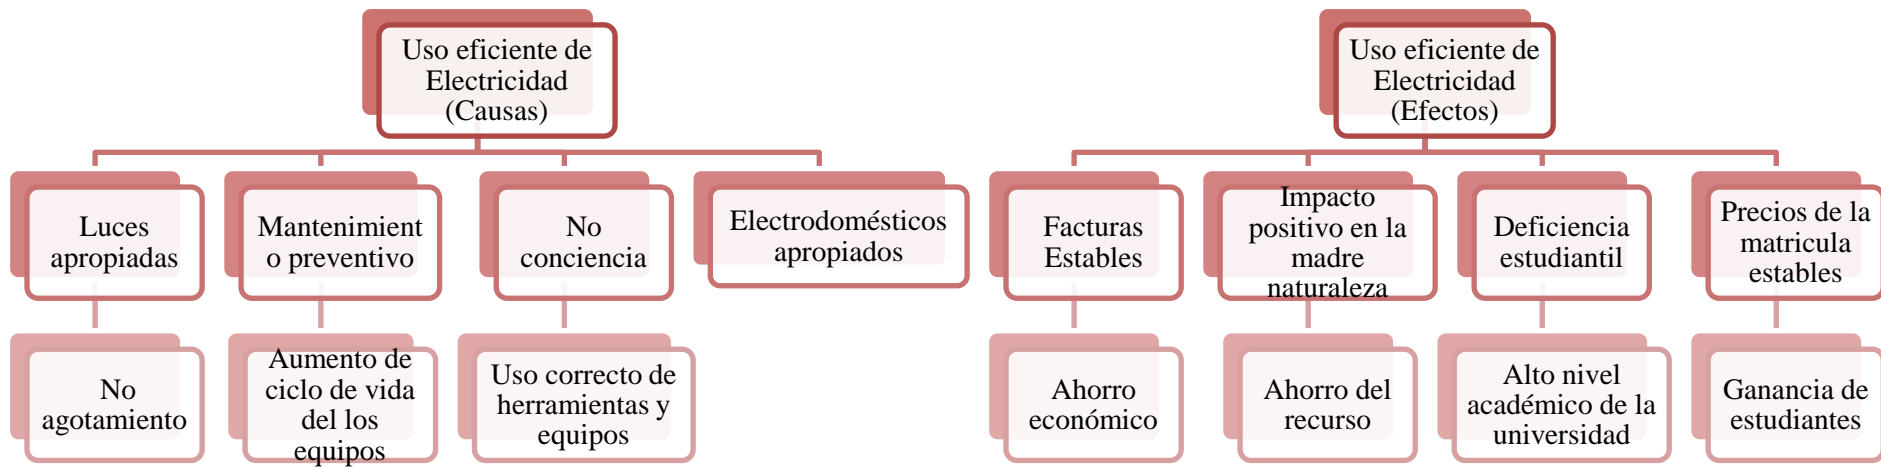 Uso eficiente de
Electricidad
(Causas)
Luces
apropiadas
No
agotamiento
Mantenimient
o preventivo
Aumento de
ciclo de vida
del los
equipos
No
conciencia
Uso correcto de
herramientas y
equipos
Electrodomésticos
apropiados
Uso eficiente de
Electricidad
(Efectos)
Facturas
Estables
Ahorro
económico
Impacto
positivo en la
madre
naturaleza
Ahorro del
recurso
Deficiencia
estudiantil
Alto nivel
académico de la
universidad
Precios de la
matricula
estables
Ganancia de
estudiantes